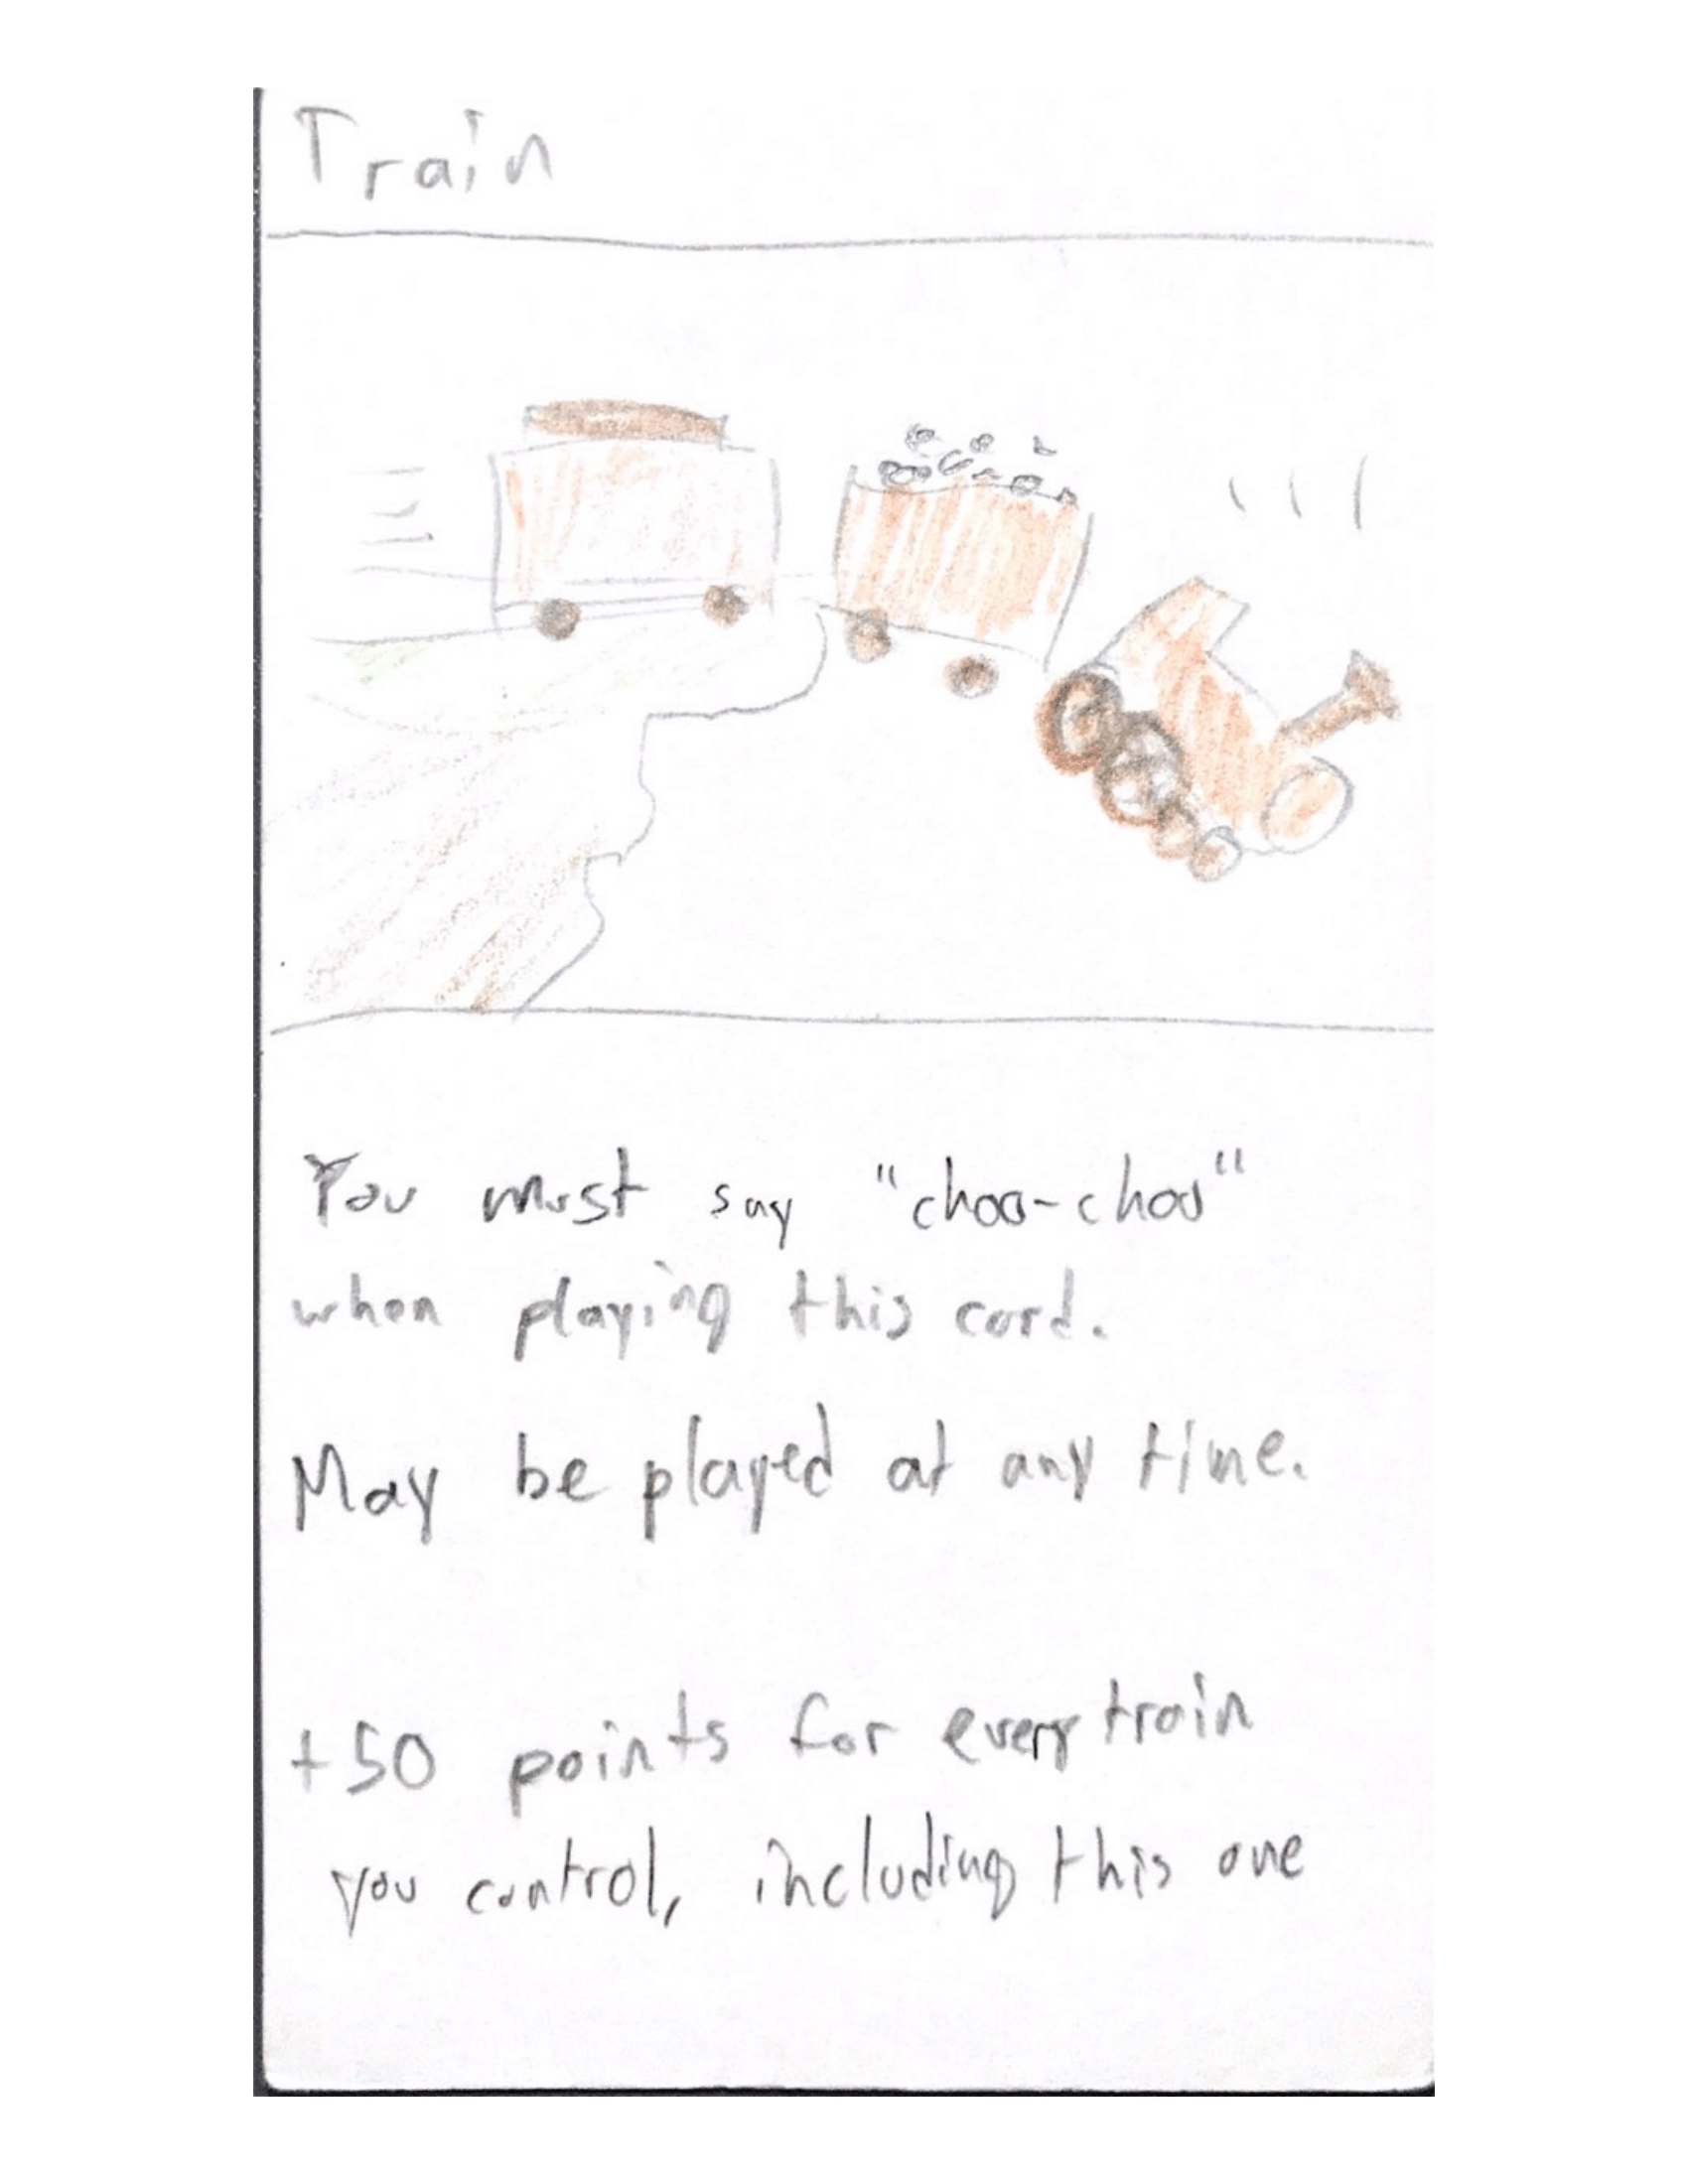 Train
You must say "choo-choo"
when playing this card.
May be played at any time.
+50 points for every train
you control, including this one